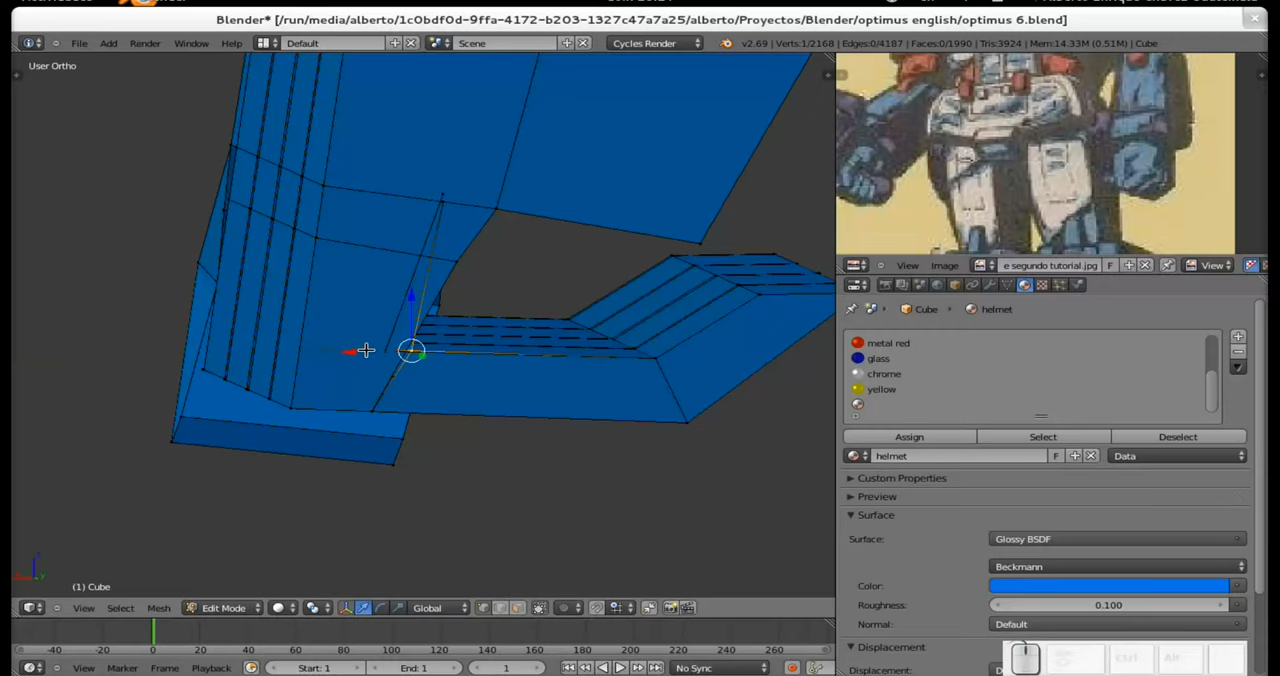 Blender* [/run/media/alberto/1c0bdf0d-9ffa-4172-b203-1327c47a7a25/alberto/Proyectos/Blender/optimus english/optimus 6.blend]
File Add Render Window Help Default Scene Cycles Render v2.69 | Verts:1/2168 | Edges:0/4187 | Faces:0/1990 | Tris:3924 | Mem:14.33M (0.51M) | Cube
User Ortho
View Image e segundo tutorial.jpg F View
Cube helmet
metal red
glass
chrome
yellow
Assign Select Deselect
helmet F Data
Custom Properties
Preview
Surface
Surface: Glossy BSDF
Beckmann
Color:
Roughness: 0.100
Normal: Default
Displacement
Displacement:
Ctrl Alt
(1) Cube
View Select Mesh Edit Mode Global
-40 -20 0 20 40 60 80 100 120 140 160 180 200 220 240 260
View Marker Frame Playback Start: 1 End: 1 1 No Sync